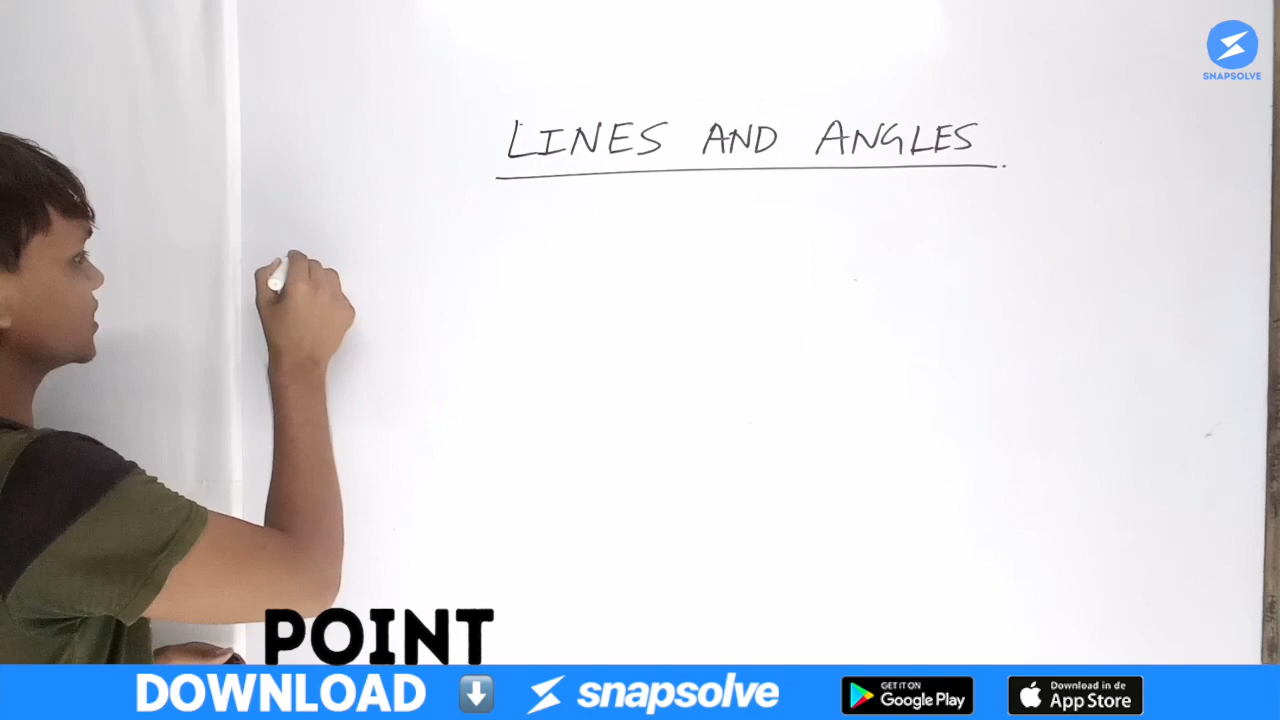 SNAPSOLVE
LINES AND ANGLES
POINT
DOWNLOAD snapsolve GET IT ON Google Play Download in de App Store